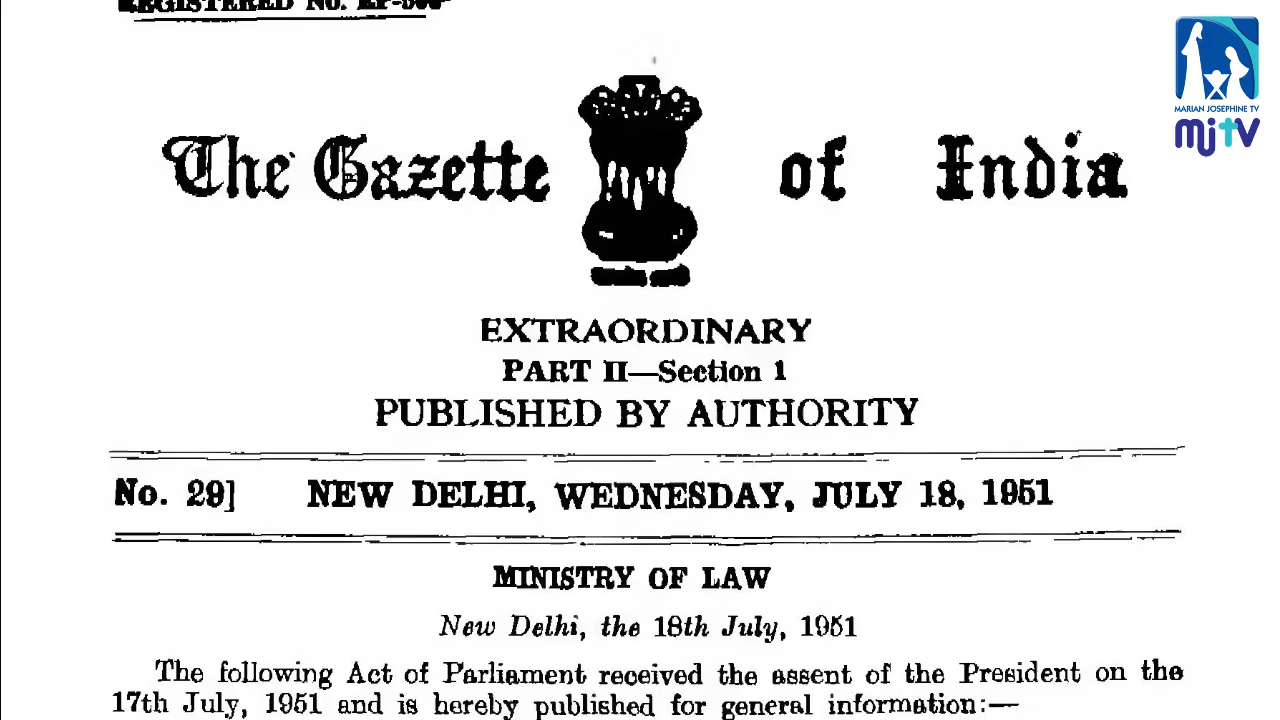 REGISTERED NO.
The Gazette of India
EXTRAORDINARY
PART II—Section 1
PUBLISHED BY AUTHORITY
No. 29] NEW DELHI, WEDNESDAY, JULY 18, 1951
MINISTRY OF LAW
New Delhi, the 18th July, 1951
The following Act of Parliament received the assent of the President on the
17th July, 1951 and is hereby published for general information:—
MARIAN JOSEPHINE TV
mjtv